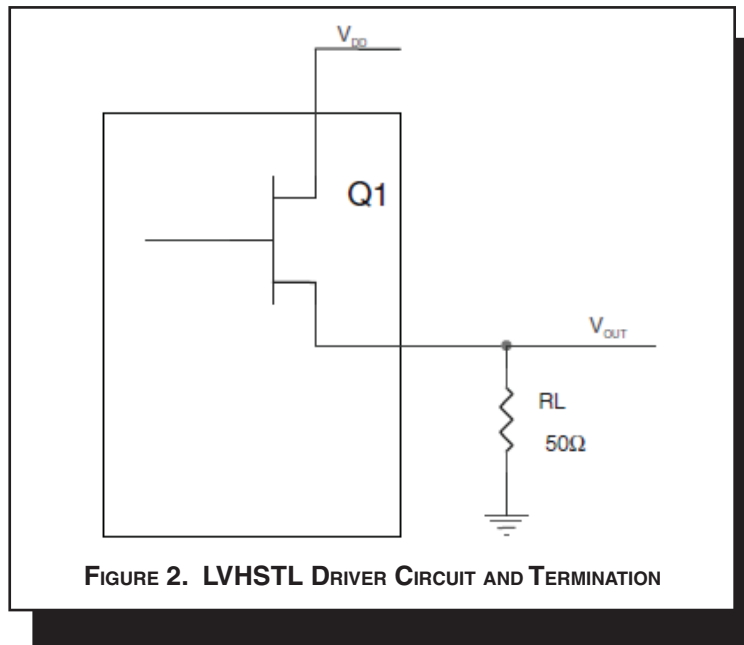 V_DD
Q1
V_OUT
RL
50Ω
FIGURE 2. LVHSTL DRIVER CIRCUIT AND TERMINATION